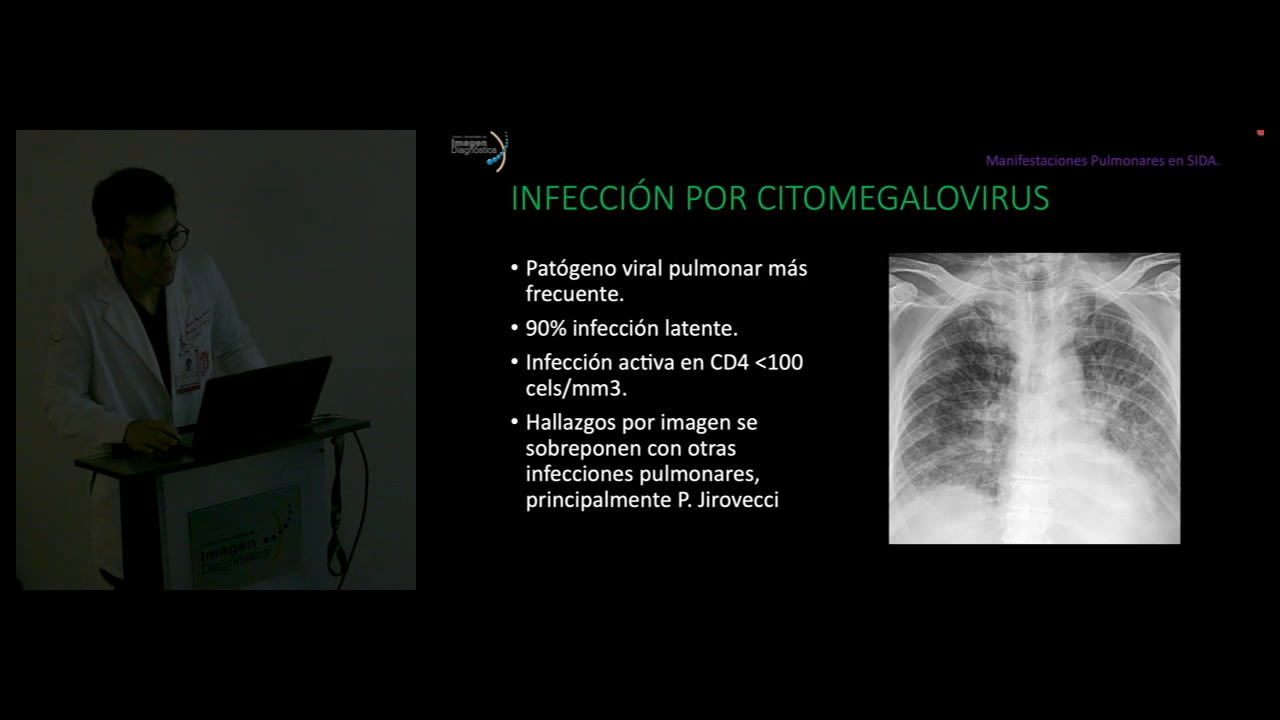 Imagen
Diagnóstica
Manifestaciones Pulmonares en SIDA.
INFECCIÓN POR CITOMEGALOVIRUS
• Patógeno viral pulmonar más
frecuente.
• 90% infección latente.
• Infección activa en CD4 <100
cels/mm3.
• Hallazgos por imagen se
sobreponen con otras
infecciones pulmonares,
principalmente P. Jirovecci
Imagen
Diagnóstica